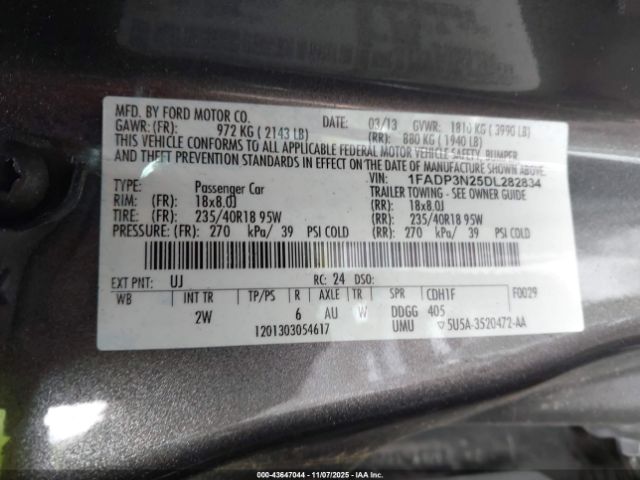 MFD. BY FORD MOTOR CO.
03/13 GVWR: 1810 KG ( 3990 LB)
GAWR: (FR): 972 KG ( 2143 LB) (RR): 880 KG ( 1940 LB)
THIS VEHICLE CONFORMS TO ALL APPLICABLE FEDERAL MOTOR VEHICLE SAFETY, BUMPER,
AND THEFT PREVENTION STANDARDS IN EFFECT ON THE DATE OF MANUFACTURE SHOWN ABOVE.
VIN: 1FADP3N25DL282834
TYPE: Passenger Car TRAILER TOWING - SEE OWNER GUIDE
RIM: (FR): 18x8.0J (RR): 18x8.0J
TIRE: (FR): 235/40R18 95W (RR): 235/40R18 95W
PRESSURE: (FR): 270 kPa/ 39 PSI COLD (RR): 270 kPa/ 39 PSI COLD
EXT PNT: UJ RC: 24 DSO:
WB INT TR TP/PS R AXLE TR SPR CDH1F F0029
2W 6 AU W DDGG 405
1201303054617 UMU 5U5A-3520472-AA
000-43647044 - 11/07/2025 - IAA